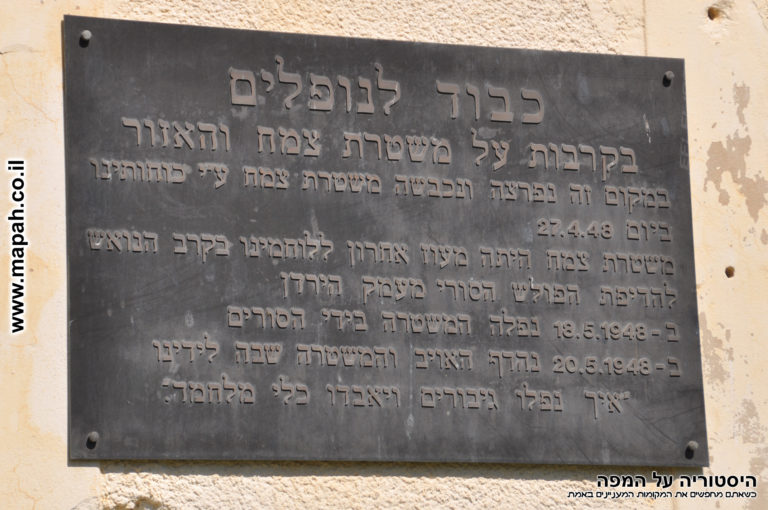 כבוד לנופלים
בקרבות על משטרת צמח והאזור
במקום זה נפרצה ונכבשה משטרת צמח ע״י כוחותינו
ביום 27.4.48
משטרת צמח היתה מעוז אחרון ללוחמינו בקרב הנואש
להדיפת הפולש הסורי מעמק הירדן
ב-18.5.1948 נפלה המשטרה בידי הסורים
ב-20.5.1948 נהדף האויב והמשטרה שבה לידינו
״איך נפלו גיבורים ויאבדו כלי מלחמה״.
www.mapah.co.il
היסטוריה על המפה
כשאתם מחפשים את המקומות המעניינים באמת